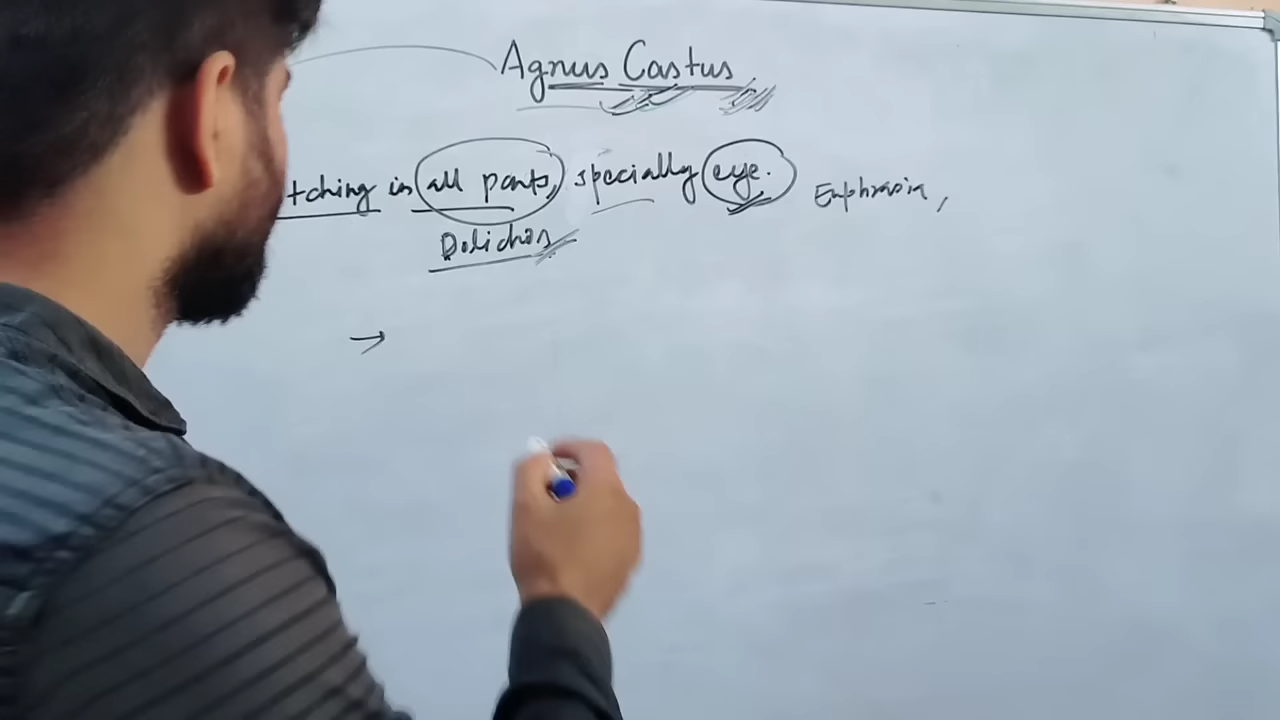 Agnus Castus
tching in all parts, specially eye. Euphrasia,
Dolichos
→